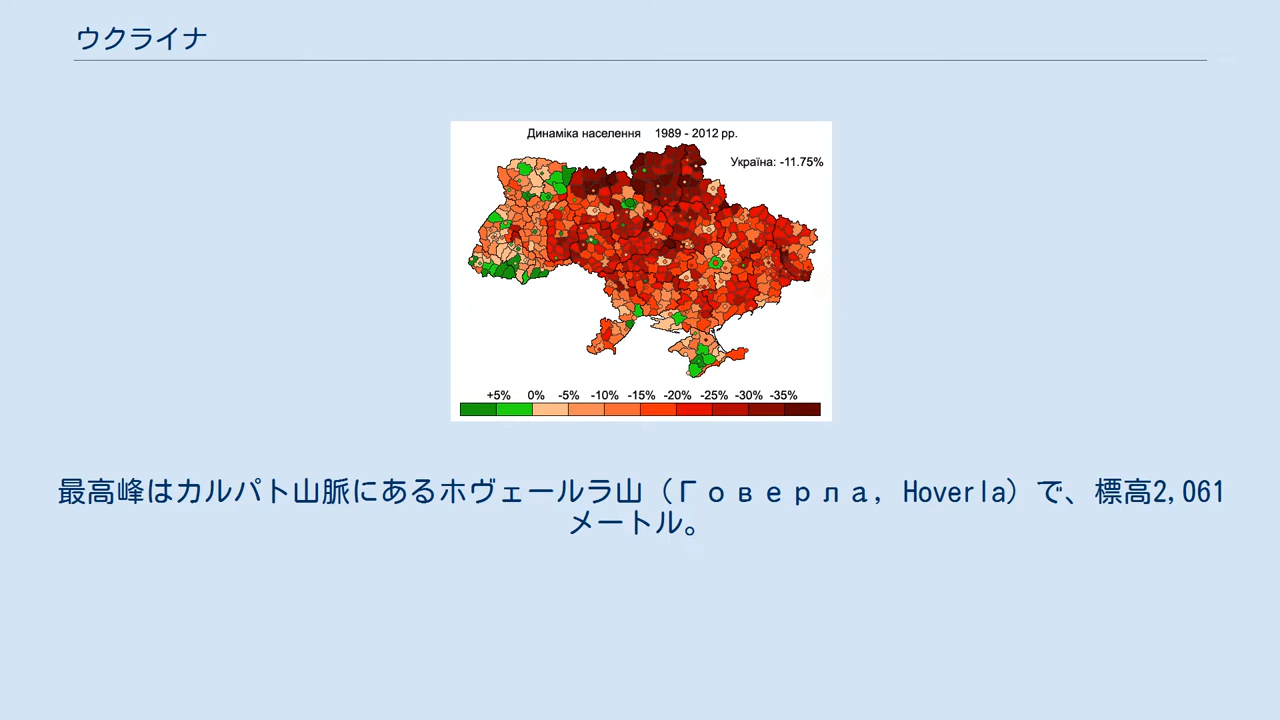 ウクライナ
Динаміка населення 1989 - 2012 рр.
Україна: -11.75%
+5% 0% -5% -10% -15% -20% -25% -30% -35%
最高峰はカルパト山脈にあるホヴェールラ山（Говерла, Hoverla）で、標高2,061
メートル。